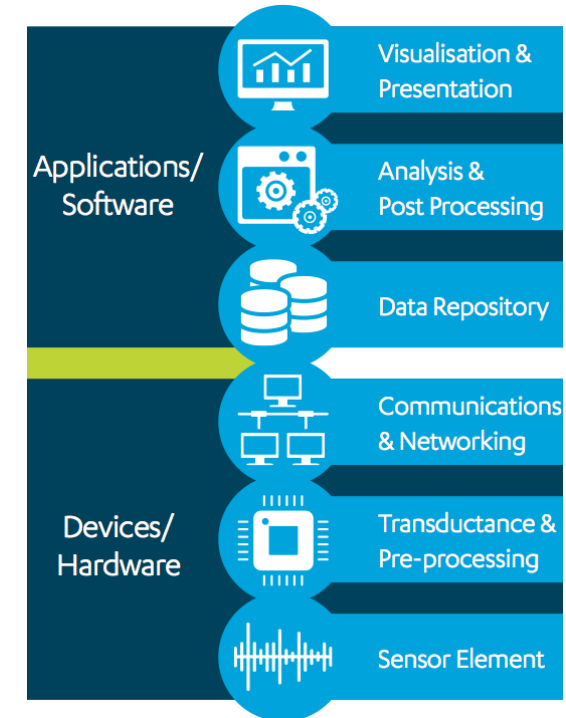 Visualisation &
Presentation
Applications/
Software
Analysis &
Post Processing
Data Repository
Communications
& Networking
Devices/
Hardware
Transductance &
Pre-processing
Sensor Element